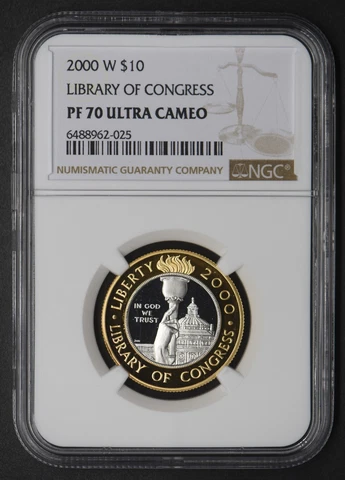 2000 W $10
LIBRARY OF CONGRESS
PF 70 ULTRA CAMEO
6488962-025
NUMISMATIC GUARANTY COMPANY
NGC®
LIBERTY 2000
IN GOD
WE
TRUST
LIBRARY OF CONGRESS